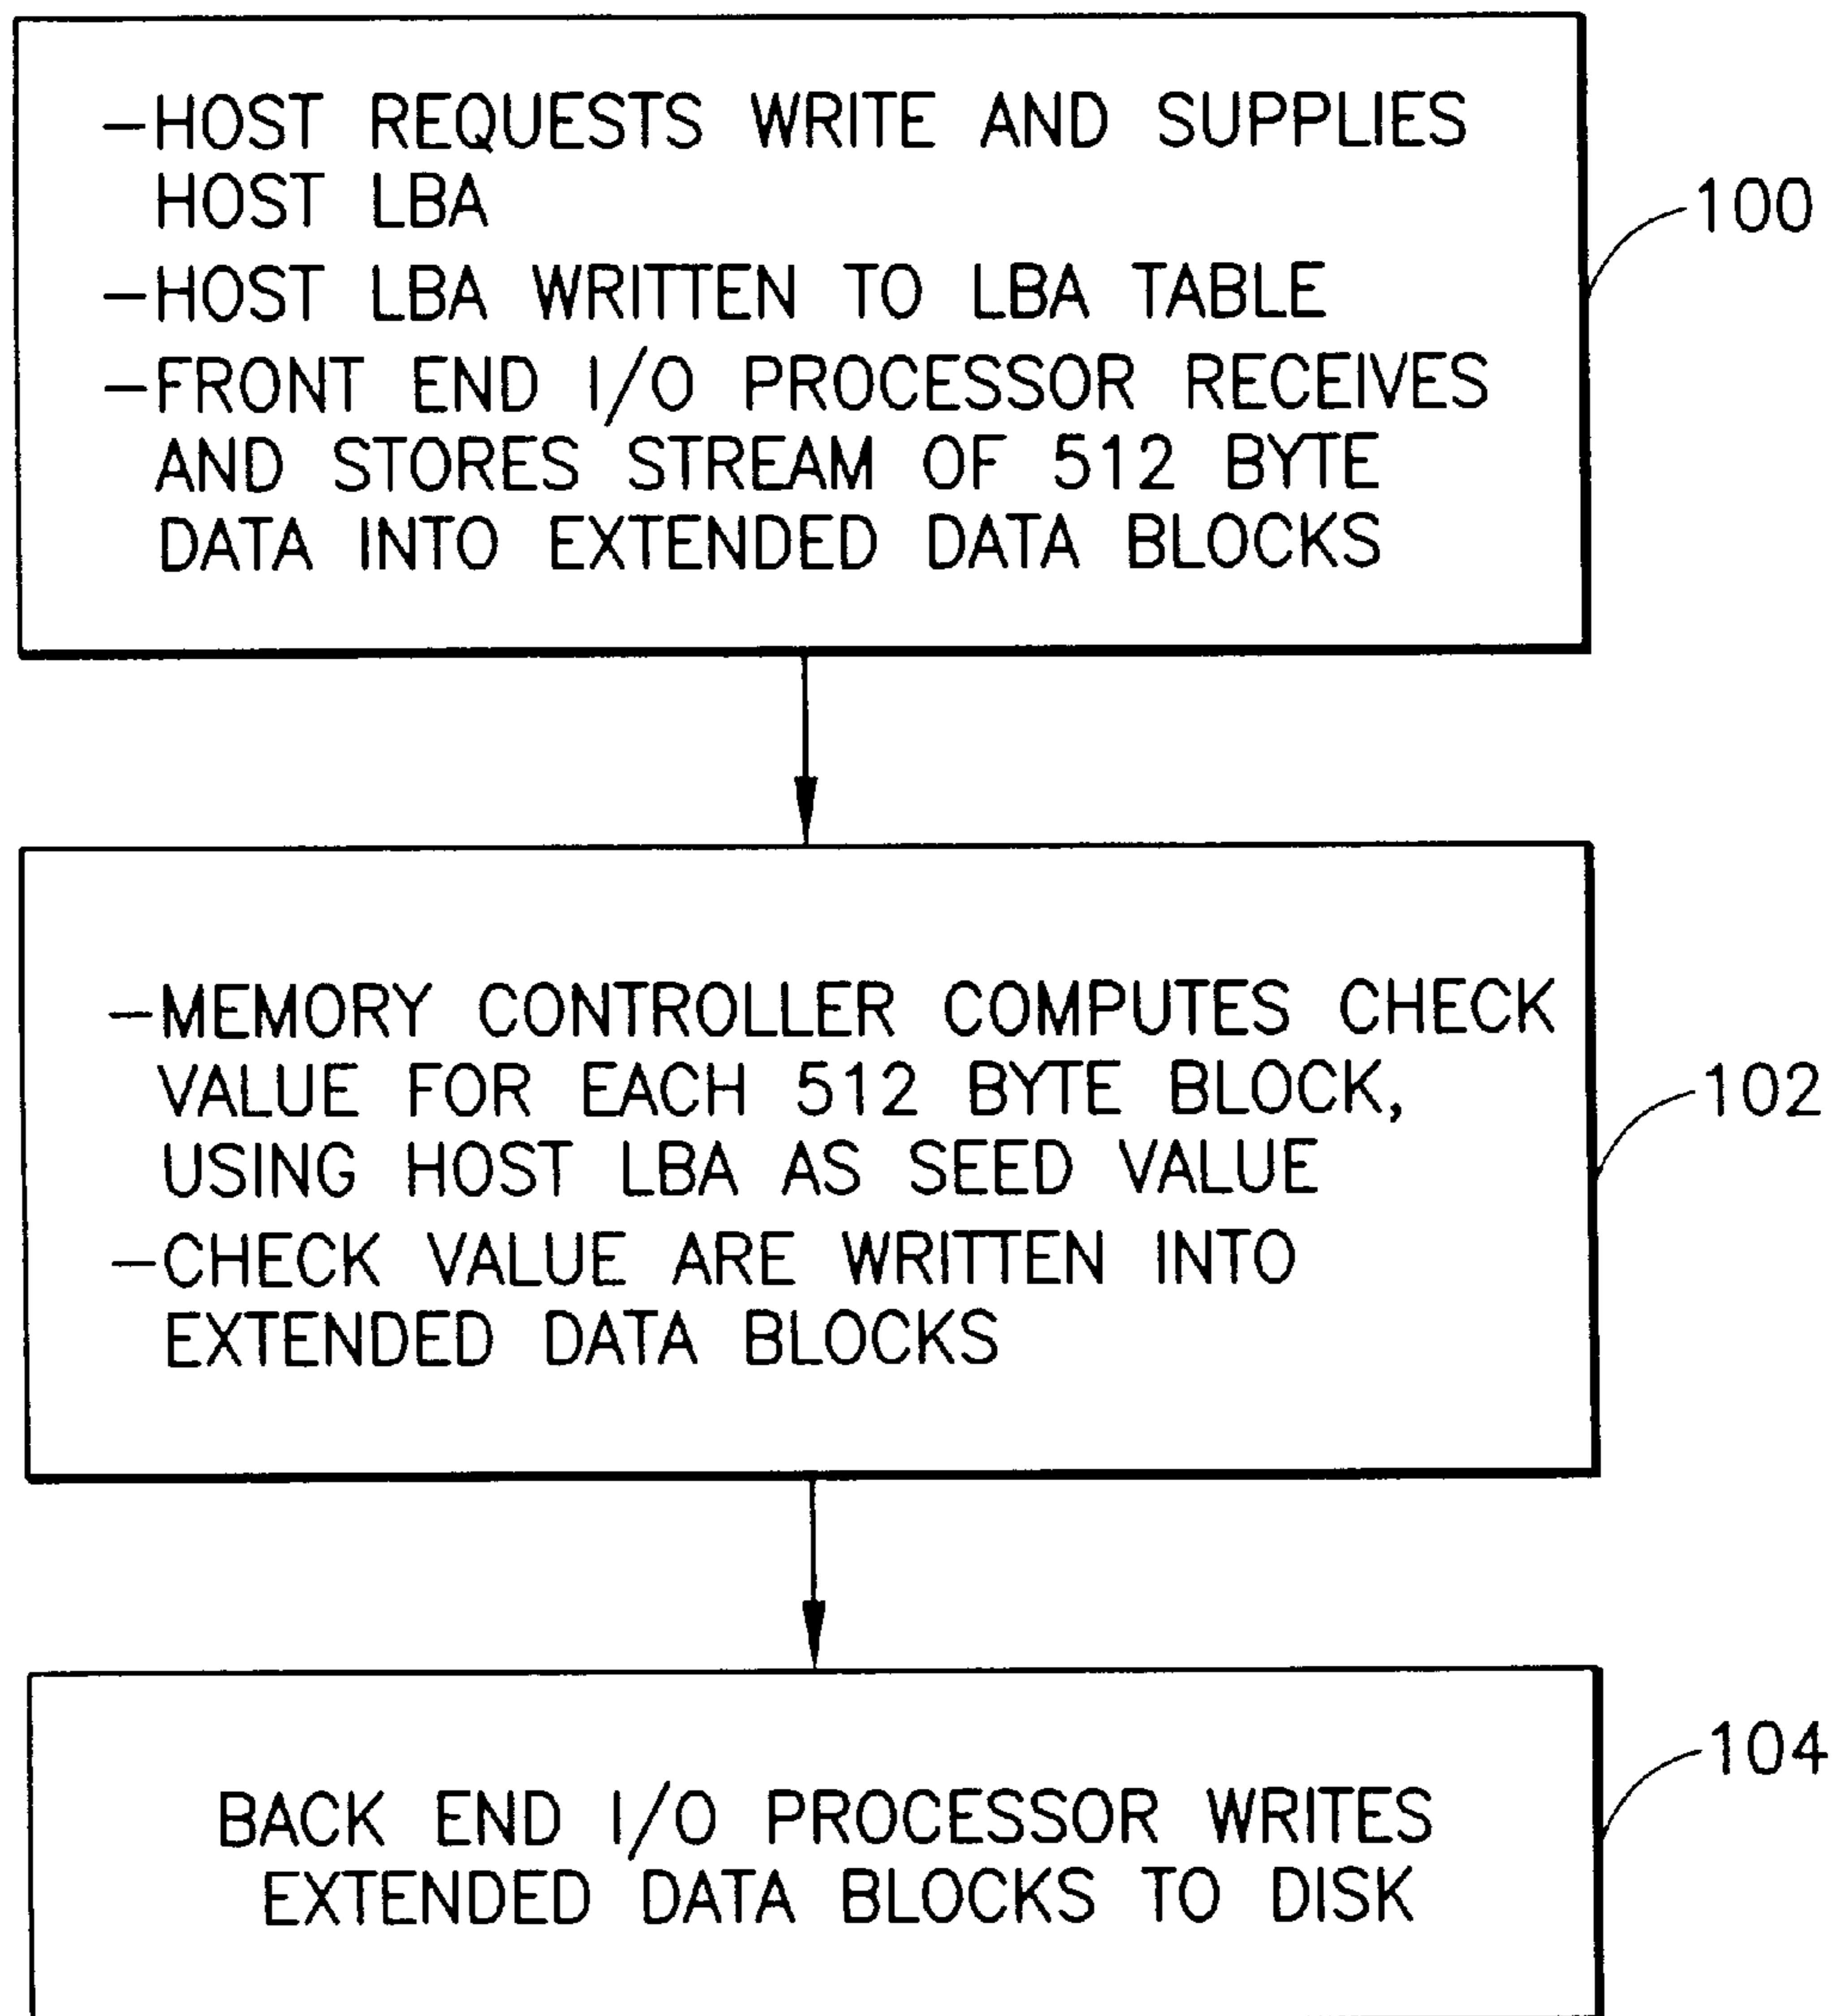 -HOST REQUESTS WRITE AND SUPPLIES
HOST LBA
-HOST LBA WRITTEN TO LBA TABLE
-FRONT END I/O PROCESSOR RECEIVES
AND STORES STREAM OF 512 BYTE
DATA INTO EXTENDED DATA BLOCKS
100
-MEMORY CONTROLLER COMPUTES CHECK
VALUE FOR EACH 512 BYTE BLOCK,
USING HOST LBA AS SEED VALUE
-CHECK VALUE ARE WRITTEN INTO
EXTENDED DATA BLOCKS
102
BACK END I/O PROCESSOR WRITES
EXTENDED DATA BLOCKS TO DISK
104